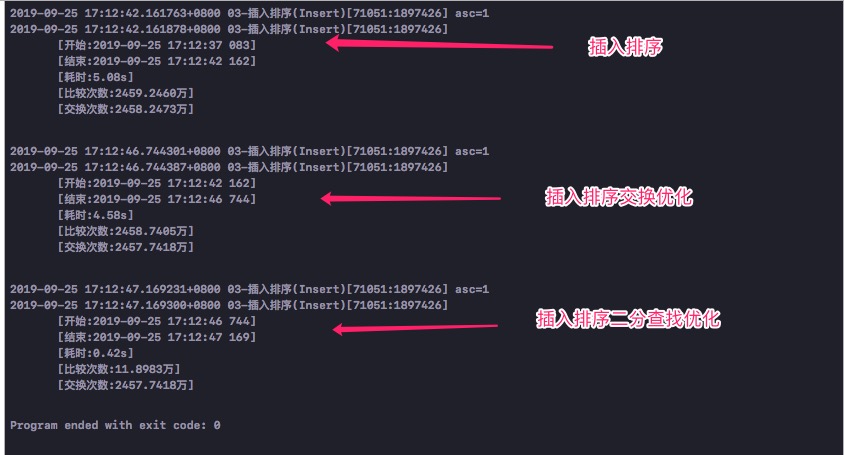 2019-09-25 17:12:42.161763+0800 03-插入排序(Insert)[71051:1897426] asc=1
2019-09-25 17:12:42.161878+0800 03-插入排序(Insert)[71051:1897426]
[开始:2019-09-25 17:12:37 083]
插入排序
[结束:2019-09-25 17:12:42 162]
[耗时:5.08s]
[比较次数:2459.2460万]
[交换次数:2458.2473万]
2019-09-25 17:12:46.744301+0800 03-插入排序(Insert)[71051:1897426] asc=1
2019-09-25 17:12:46.744387+0800 03-插入排序(Insert)[71051:1897426]
[开始:2019-09-25 17:12:42 162]
[结束:2019-09-25 17:12:46 744]
插入排序交换优化
[耗时:4.58s]
[比较次数:2458.7405万]
[交换次数:2457.7418万]
2019-09-25 17:12:47.169231+0800 03-插入排序(Insert)[71051:1897426] asc=1
2019-09-25 17:12:47.169300+0800 03-插入排序(Insert)[71051:1897426]
[开始:2019-09-25 17:12:46 744]
插入排序二分查找优化
[结束:2019-09-25 17:12:47 169]
[耗时:0.42s]
[比较次数:11.8983万]
[交换次数:2457.7418万]
Program ended with exit code: 0